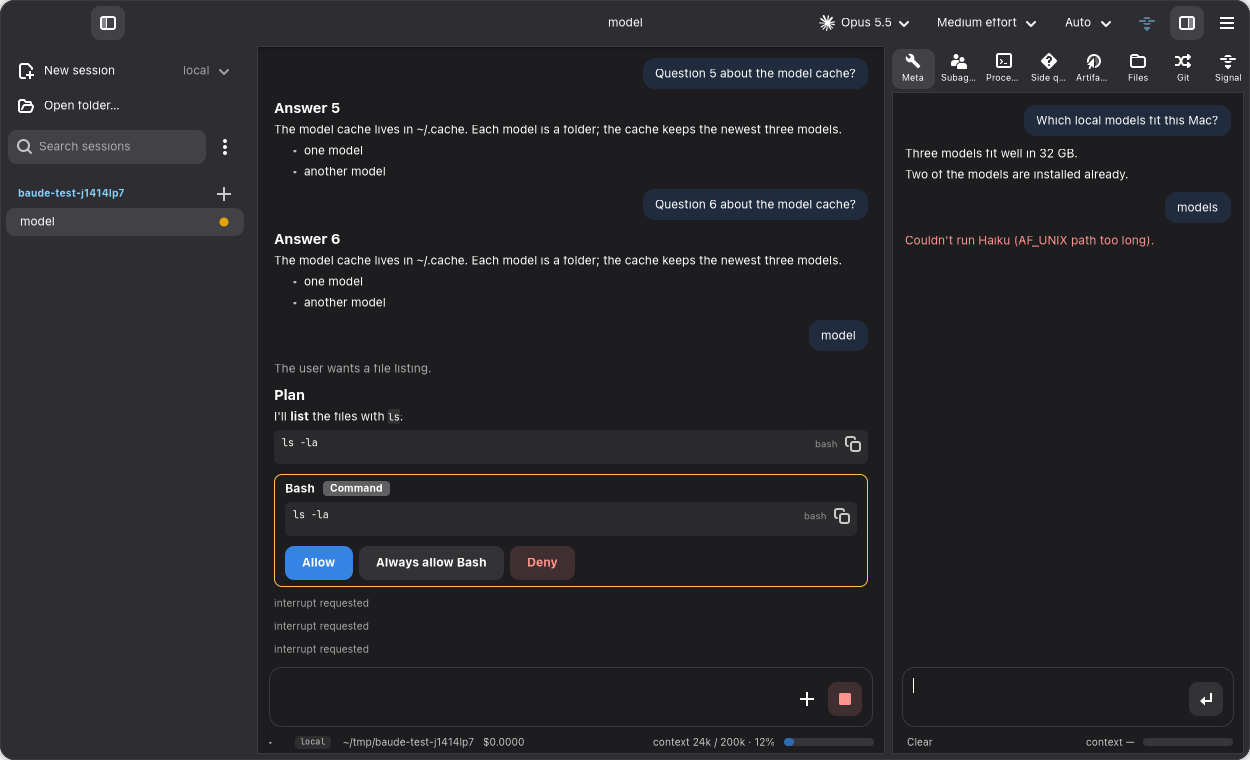 model
Opus 5.5
Medium effort
Auto
New session
local
Open folder...
Search sessions
baude-test-j1414lp7
model
Question 5 about the model cache?
Answer 5
The model cache lives in ~/.cache. Each model is a folder; the cache keeps the newest three models.
- one model
- another model
Question 6 about the model cache?
Answer 6
The model cache lives in ~/.cache. Each model is a folder; the cache keeps the newest three models.
- one model
- another model
model
The user wants a file listing.
Plan
I'll list the files with ls.
ls -la
bash
Bash Command
ls -la
bash
Allow
Always allow Bash
Deny
interrupt requested
interrupt requested
interrupt requested
local ~/tmp/baude-test-j1414lp7 $0.0000
context 24k / 200k · 12%
Meta
Subag...
Proce...
Side q...
Artifa...
Files
Git
Signal
Which local models fit this Mac?
Three models fit well in 32 GB.
Two of the models are installed already.
models
Couldn't run Haiku (AF_UNIX path too long).
Clear
context —